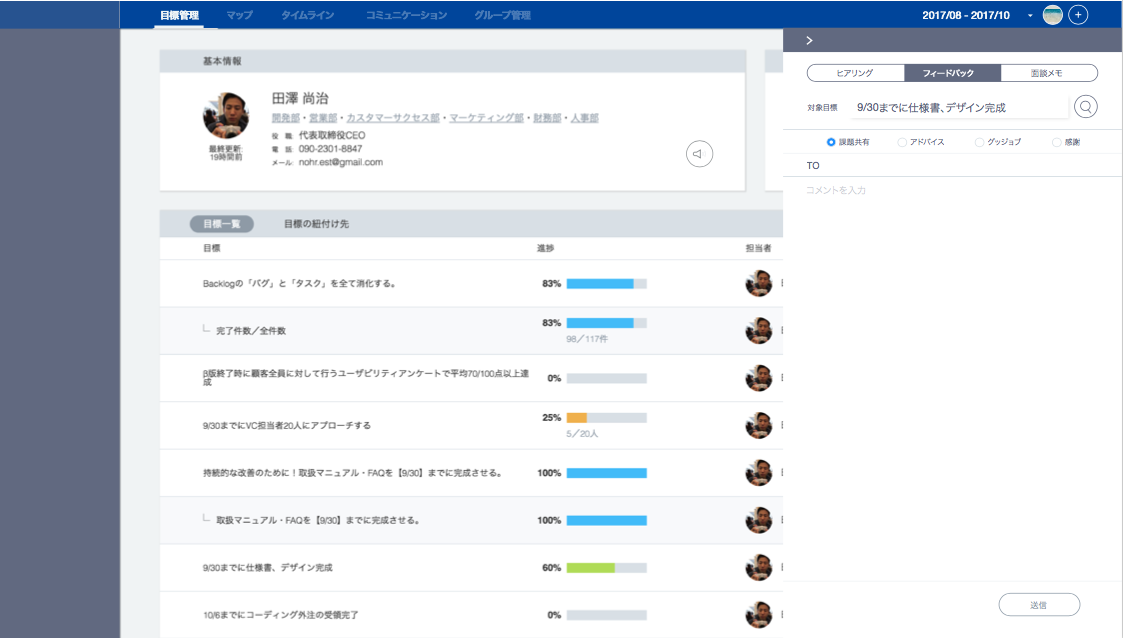 目標管理 マップ タイムライン コミュニケーション グループ管理 2017/08 - 2017/10
基本情報
田澤 尚治
開発部・営業部・カスタマーサクセス部・マーケティング部・財務部・人事部
役 職 代表取締役CEO
電 話 090-2301-8847
メール nohr.est@gmail.com
最終更新:
19時間前
目標一覧 目標の紐付け先
目標 進捗 担当者
Backlogの「バグ」と「タスク」を全て消化する。 83%
完了件数／全件数 83%
98／117件
β版終了時に顧客全員に対して行うユーザビリティアンケートで平均70/100点以上達
成 0%
9/30までにVC担当者20人にアプローチする 25%
5／20人
持続的な改善のために！取扱マニュアル・FAQを【9/30】までに完成させる。 100%
取扱マニュアル・FAQを【9/30】までに完成させる。 100%
9/30までに仕様書、デザイン完成 60%
10/6までにコーディング外注の受領完了 0%
ヒアリング フィードバック 面談メモ
対象目標 9/30までに仕様書、デザイン完成
課題共有 アドバイス グッジョブ 感謝
TO
コメントを入力
送信